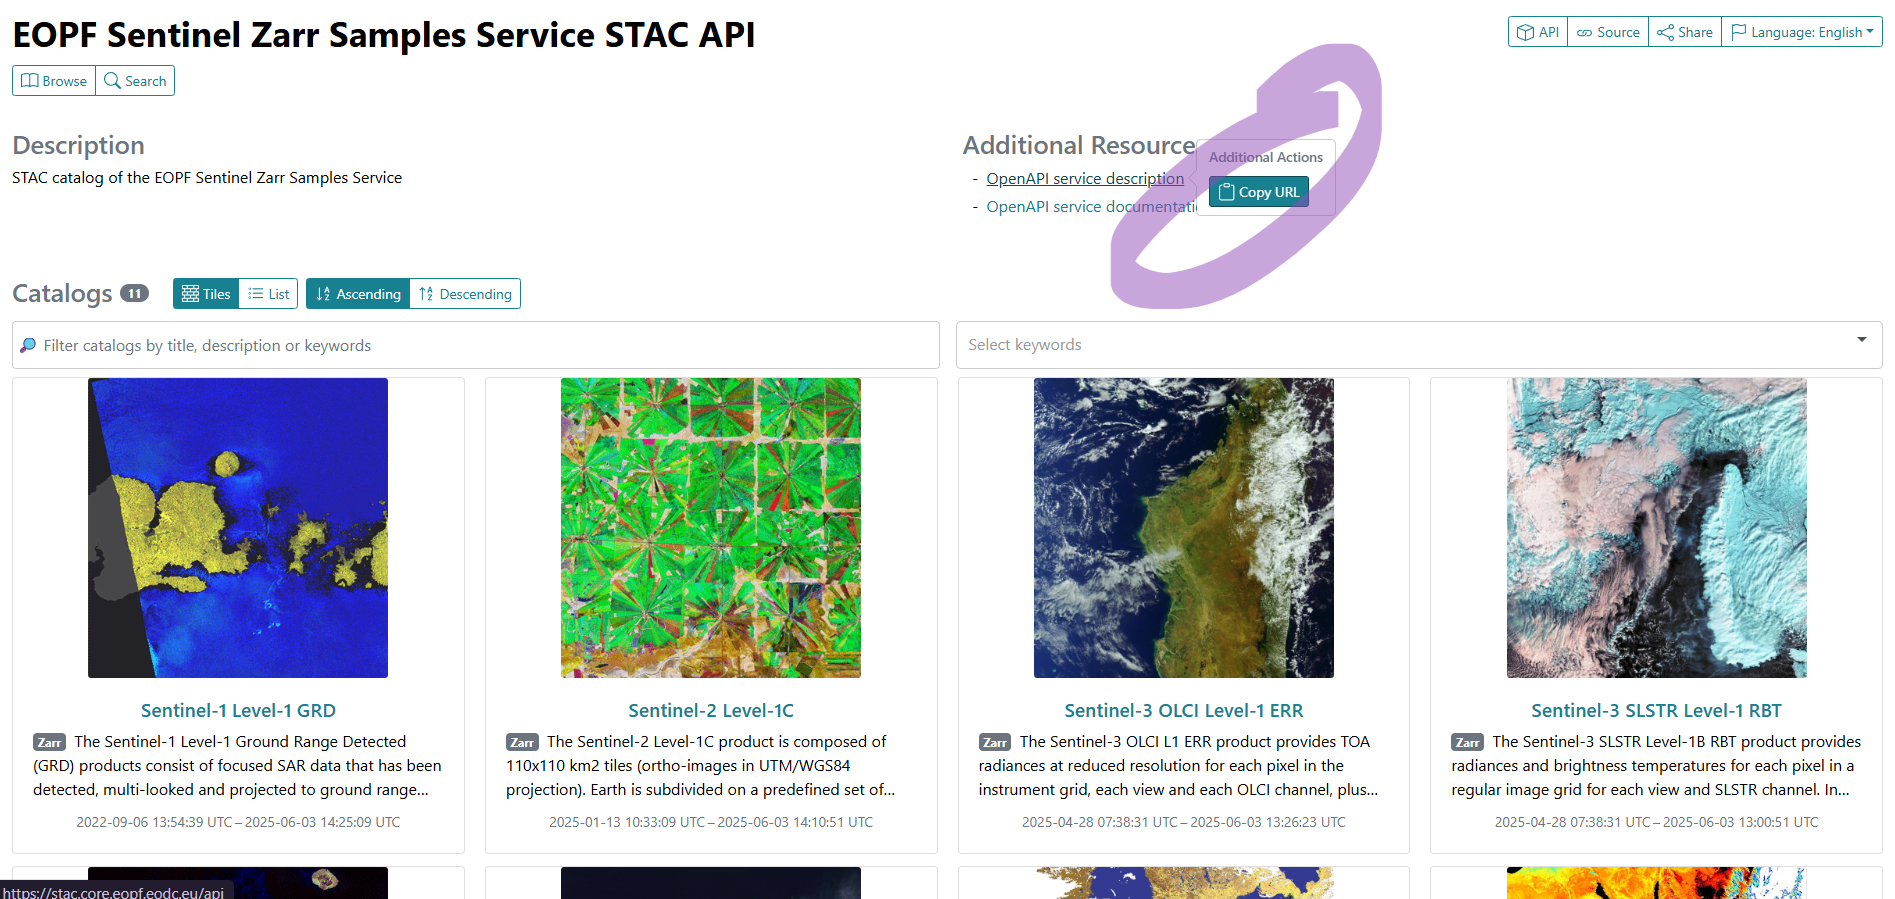 EOPF Sentinel Zarr Samples Service STAC API
API
Source
Share
Language: English
Browse
Search
Description
STAC catalog of the EOPF Sentinel Zarr Samples Service
Additional Resource
- OpenAPI service description
- OpenAPI service documentati
Additional Actions
Copy URL
Catalogs 11
Tiles
List
Ascending
Descending
Filter catalogs by title, description or keywords
Select keywords
Sentinel-1 Level-1 GRD
Zarr The Sentinel-1 Level-1 Ground Range Detected
(GRD) products consist of focused SAR data that has been
detected, multi-looked and projected to ground range...
2022-09-06 13:54:39 UTC – 2025-06-03 14:25:09 UTC
Sentinel-2 Level-1C
Zarr The Sentinel-2 Level-1C product is composed of
110x110 km2 tiles (ortho-images in UTM/WGS84
projection). Earth is subdivided on a predefined set of...
2025-01-13 10:33:09 UTC – 2025-06-03 14:10:51 UTC
Sentinel-3 OLCI Level-1 ERR
Zarr The Sentinel-3 OLCI L1 ERR product provides TOA
radiances at reduced resolution for each pixel in the
instrument grid, each view and each OLCI channel, plus...
2025-04-28 07:38:31 UTC – 2025-06-03 13:26:23 UTC
Sentinel-3 SLSTR Level-1 RBT
Zarr The Sentinel-3 SLSTR Level-1B RBT product provides
radiances and brightness temperatures for each pixel in a
regular image grid for each view and SLSTR channel. In...
2025-04-28 07:38:31 UTC – 2025-06-03 13:00:51 UTC
https://stac.core.eopf.eodc.eu/api